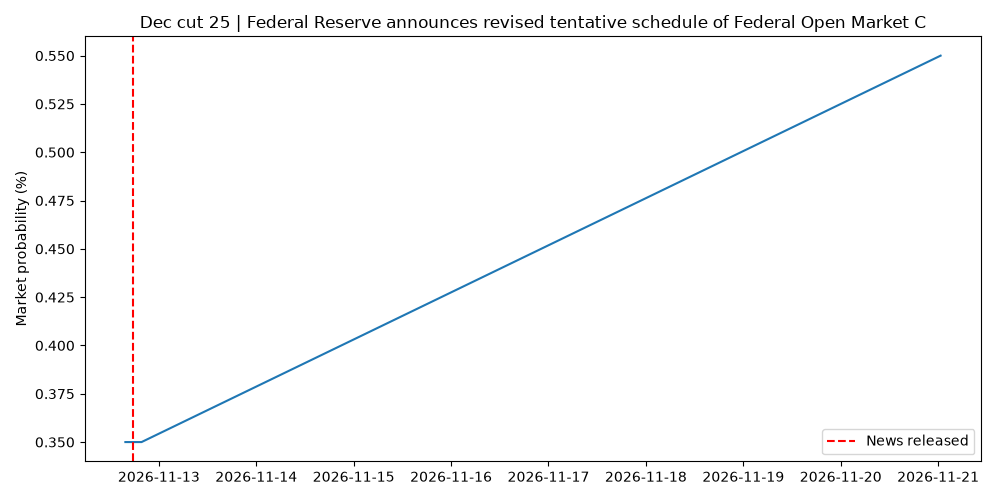 Dec cut 25 | Federal Reserve announces revised tentative schedule of Federal Open Market C
Market probability (%)
0.550
0.525
0.500
0.475
0.450
0.425
0.400
0.375
0.350
News released
2026-11-13 2026-11-14 2026-11-15 2026-11-16 2026-11-17 2026-11-18 2026-11-19 2026-11-20 2026-11-21